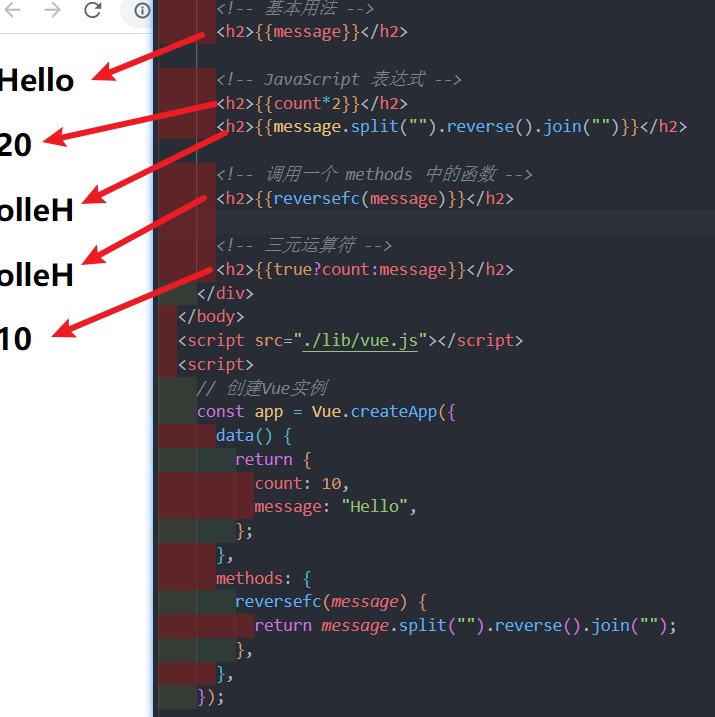 Hello
20
olleH
olleH
10
<!-- 基本用法 -->
<h2>{{message}}</h2>
<!-- JavaScript 表达式 -->
<h2>{{count*2}}</h2>
<h2>{{message.split("").reverse().join("")}}</h2>
<!-- 调用一个 methods 中的函数 -->
<h2>{{reversefc(message)}}</h2>
<!-- 三元运算符 -->
<h2>{{true?count:message}}</h2>
</div>
</body>
<script src="./lib/vue.js"></script>
<script>
// 创建Vue实例
const app = Vue.createApp({
data() {
return {
count: 10,
message: "Hello",
};
},
methods: {
reversefc(message) {
return message.split("").reverse().join("");
},
},
});